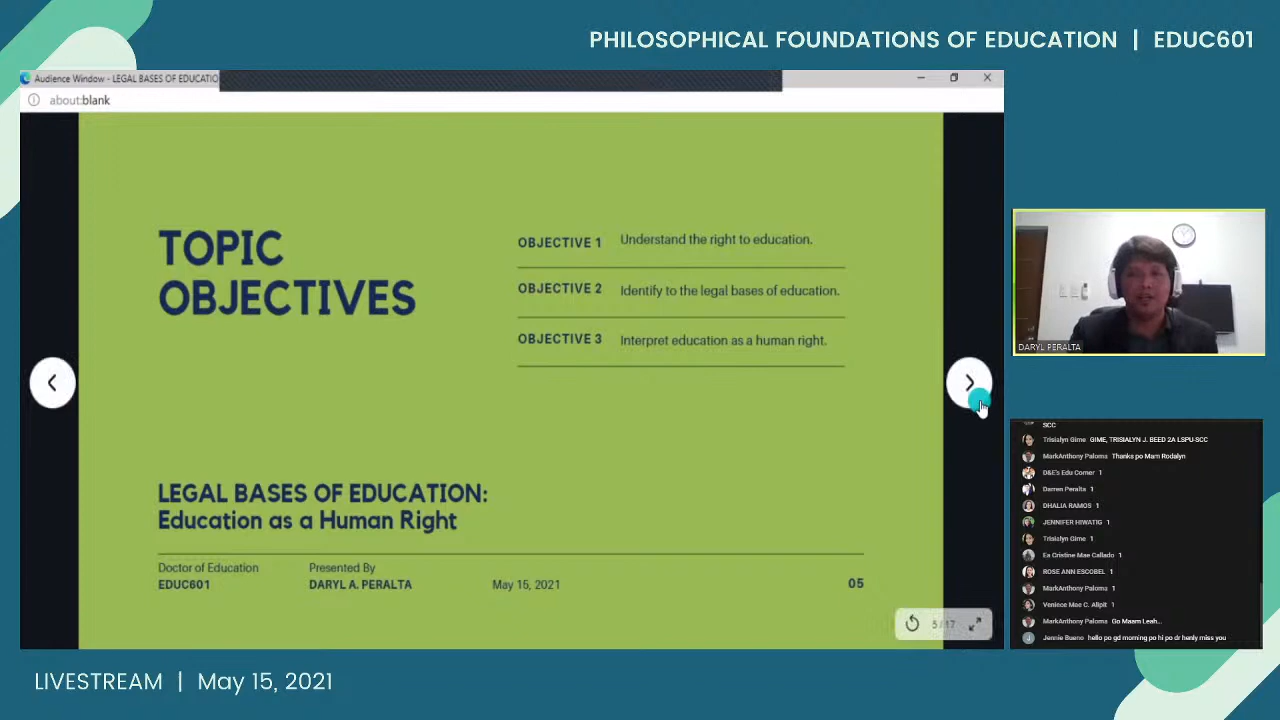 PHILOSOPHICAL FOUNDATIONS OF EDUCATION | EDUC601
Audience Window - LEGAL BASES OF EDUCATIO
about:blank
TOPIC
OBJECTIVES
OBJECTIVE 1 Understand the right to education.
OBJECTIVE 2 Identify to the legal bases of education.
OBJECTIVE 3 Interpret education as a human right.
LEGAL BASES OF EDUCATION:
Education as a Human Right
Doctor of Education
EDUC601
Presented By
DARYL A. PERALTA
May 15, 2021
05
5/17
DARYL PERALTA
SCC
Trisialyn Gime GIME, TRISIALYN J. BEED 2A LSPU-SCC
MarkAnthony Paloma Thanks po Mam Rodalyn
D&E's Edu Corner 1
Darren Peralta 1
DHALIA RAMOS 1
JENNIFER HIWATIG 1
Trisialyn Gime 1
Ea Cristine Mae Callado 1
ROSE ANN ESCOBEL 1
MarkAnthony Paloma 1
Veniece Mae C. Alipit 1
MarkAnthony Paloma Go Maam Leah...
J Jennie Bueno hello po gd morning po hi po dr henly miss you
LIVESTREAM | May 15, 2021